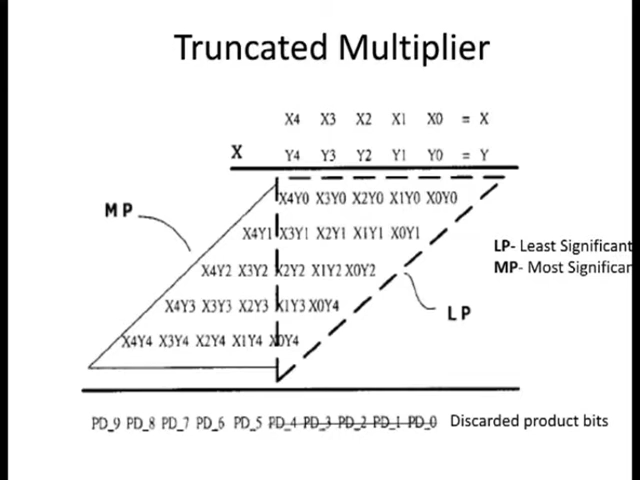 Truncated Multiplier
X4 X3 X2 X1 X0 = X
X Y4 Y3 Y2 Y1 Y0 = Y
X4Y0 X3Y0 X2Y0 X1Y0 X0Y0
MP
X4Y1 X3Y1 X2Y1 X1Y1 X0Y1
LP- Least Significant
X4Y2 X3Y2 X2Y2 X1Y2 X0Y2
MP- Most Significan
X4Y3 X3Y3 X2Y3 X1Y3 X0Y4
LP
X4Y4 X3Y4 X2Y4 X1Y4 X0Y4
PD_9 PD_8 PD_7 PD_6 PD_5 PD_4 PD_3 PD_2 PD_1 PD_0 Discarded product bits